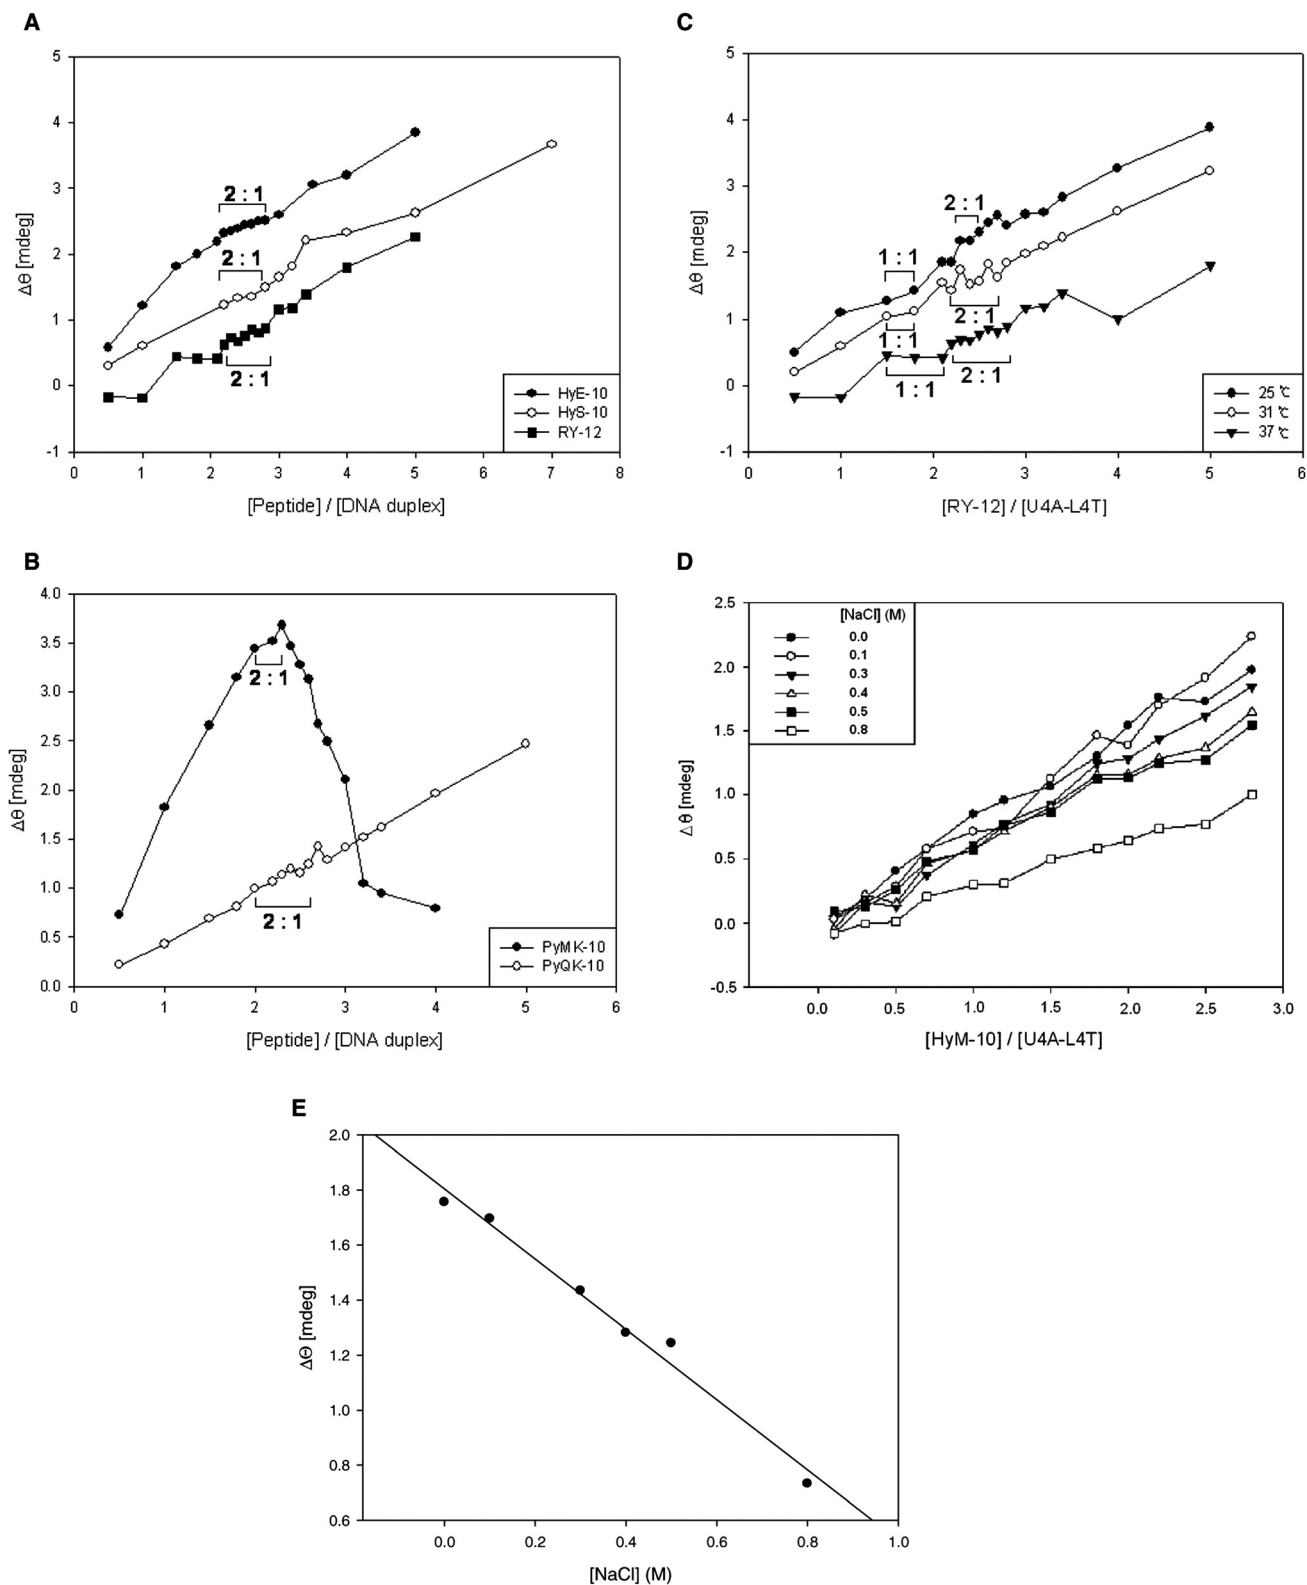 A
5
4
3
2
1
0
-1
Δθ [mdeg]
2 : 1
2 : 1
2 : 1
HyE-10
HyS-10
RY-12
0 1 2 3 4 5 6 7 8
[Peptide] / [DNA duplex]
C
5
4
3
2
1
0
-1
Δθ [mdeg]
2 : 1
1 : 1
2 : 1
1 : 1
2 : 1
1 : 1
25 ℃
31 ℃
37 ℃
0 1 2 3 4 5 6
[RY-12] / [U4A-L4T]
B
4.0
3.5
3.0
2.5
2.0
1.5
1.0
0.5
0.0
Δθ [mdeg]
2 : 1
2 : 1
PyMK-10
PyQK-10
0 1 2 3 4 5 6
[Peptide] / [DNA duplex]
D
2.5
2.0
1.5
1.0
0.5
0.0
-0.5
Δθ [mdeg]
[NaCl] (M)
0.0
0.1
0.3
0.4
0.5
0.8
0.0 0.5 1.0 1.5 2.0 2.5 3.0
[HyM-10] / [U4A-L4T]
E
2.0
1.8
1.6
1.4
1.2
1.0
0.8
0.6
ΔΘ [mdeg]
0.0 0.2 0.4 0.6 0.8 1.0
[NaCl] (M)